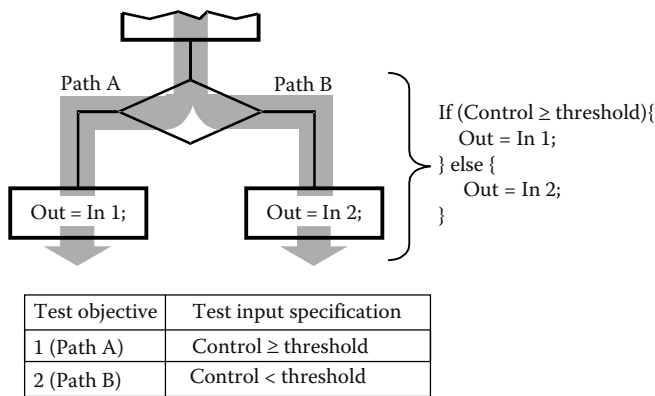 Path A
Path B
Out = In 1;
Out = In 2;
If (Control ≥ threshold){
Out = In 1;
} else {
Out = In 2;
}
Test objective Test input specification
1 (Path A) Control ≥ threshold
2 (Path B) Control < threshold